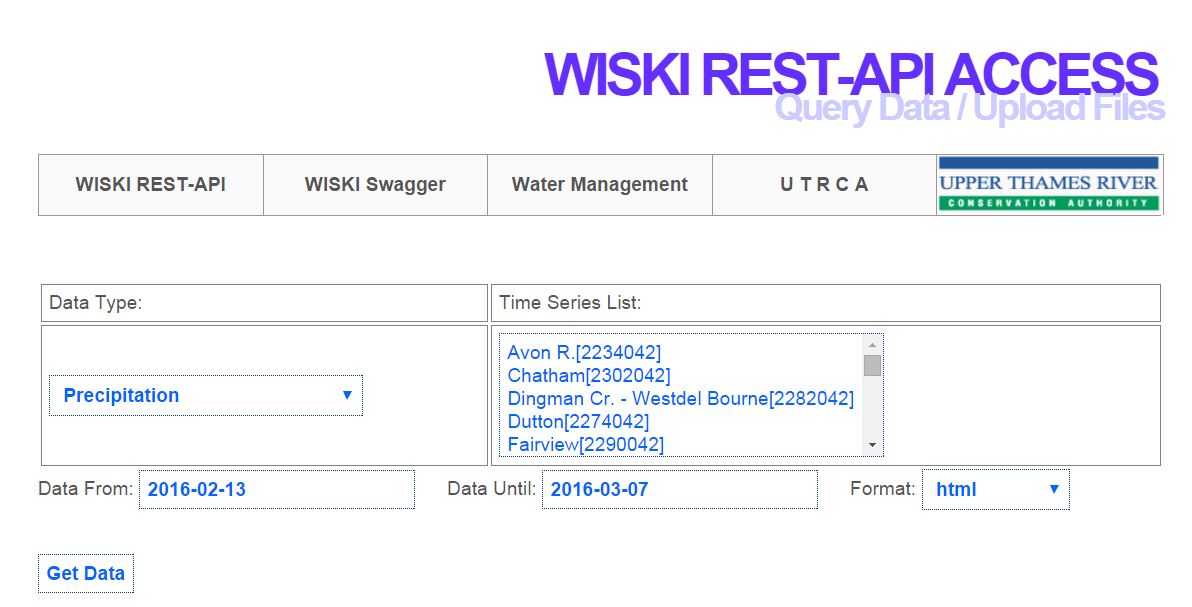 WISKI REST-API ACCESS
Query Data / Upload Files
WISKI REST-API
WISKI Swagger
Water Management
U T R C A
UPPER THAMES RIVER
CONSERVATION AUTHORITY
Data Type:
Time Series List:
Precipitation
Avon R.[2234042]
Chatham[2302042]
Dingman Cr. - Westdel Bourne[2282042]
Dutton[2274042]
Fairview[2290042]
Data From: 2016-02-13
Data Until: 2016-03-07
Format: html
Get Data